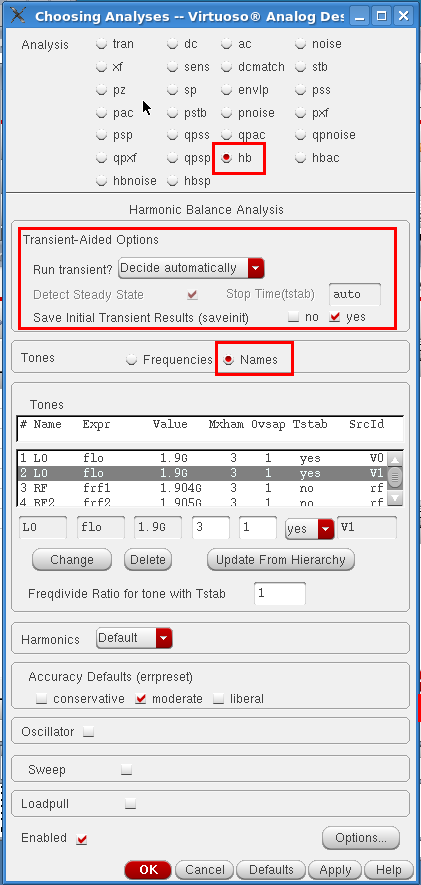 Choosing Analyses -- Virtuoso® Analog Des
Analysis
tran dc ac noise
xf sens dcmatch stb
pz sp envlp pss
pac pstb pnoise pxf
psp qpss qpac qpnoise
qpxf qpsp hb hbac
hbnoise hbsp
Harmonic Balance Analysis
Transient-Aided Options
Run transient? Decide automatically
Detect Steady State Stop Time(tstab) auto
Save Initial Transient Results (saveinit) no yes
Tones Frequencies Names
Tones
# Name Expr Value Mxham Ovsap Tstab SrcId
1 LO flo 1.9G 3 1 yes V0
2 LO flo 1.9G 3 1 yes V1
3 RF frf1 1.904G 3 1 no rf
4 RF2 frf2 1.905G 3 1 no rf
LO flo 1.9G 3 1 yes V1
Change Delete Update From Hierarchy
Freqdivide Ratio for tone with Tstab 1
Harmonics Default
Accuracy Defaults (errpreset)
conservative moderate liberal
Oscillator
Sweep
Loadpull
Enabled Options...
OK Cancel Defaults Apply Help